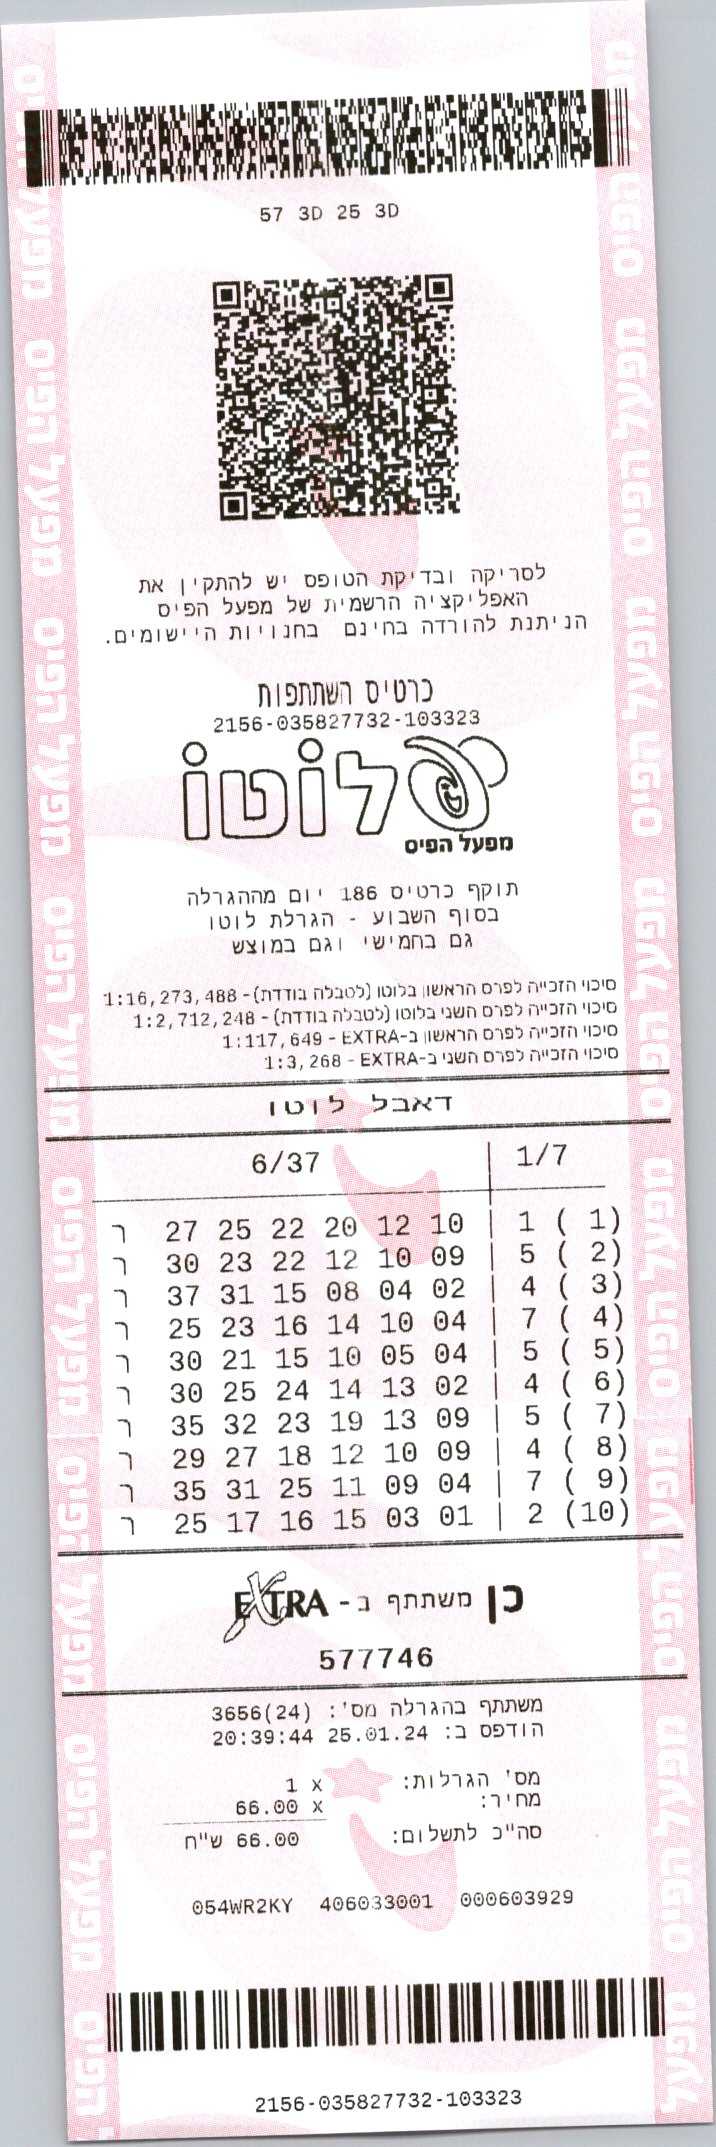 57 3D 25 3D
לסריקה ובדיקת הטופס יש להתקין את
האפליקציה הרשמית של מפעל הפיס
הניתנת להורדה בחינם בחנויות היישומים.
כרטיס השתתפות
2156-035827732-103323
לוטו
מפעל הפיס
תוקף כרטיס 186 יום מההגרלה
בסוף השבוע - הגרלת לוטו
גם בחמישי וגם במוצש
סיכוי הזכייה לפרס הראשון בלוטו (לטבלה בודדת) - 1:16,273,488
סיכוי הזכייה לפרס השני בלוטו (לטבלה בודדת) - 1:2,712,248
סיכוי הזכייה לפרס הראשון ב-EXTRA - 1:117,649
סיכוי הזכייה לפרס השני ב-EXTRA - 1:3,268
דאבל לוטו
6/37 | 1/7
ר 27 25 22 20 12 10 | 1 ( 1)
ר 30 23 22 12 10 09 | 5 ( 2)
ר 37 31 15 08 04 02 | 4 ( 3)
ר 25 23 16 14 10 04 | 7 ( 4)
ר 30 21 15 10 05 04 | 5 ( 5)
ר 30 25 24 14 13 02 | 4 ( 6)
ר 35 32 23 19 13 09 | 5 ( 7)
ר 29 27 18 12 10 09 | 4 ( 8)
ר 35 31 25 11 09 04 | 7 ( 9)
ר 25 17 16 15 03 01 | 2 (10)
כן משתתף ב - EXTRA
577746
משתתף בהגרלה מס': 3656(24)
הודפס ב: 25.01.24 20:39:44
מס' הגרלות: x 1
מחיר: x 66.00
סה"כ לתשלום: 66.00 ש"ח
054WR2KY 406033001 000603929
2156-035827732-103323